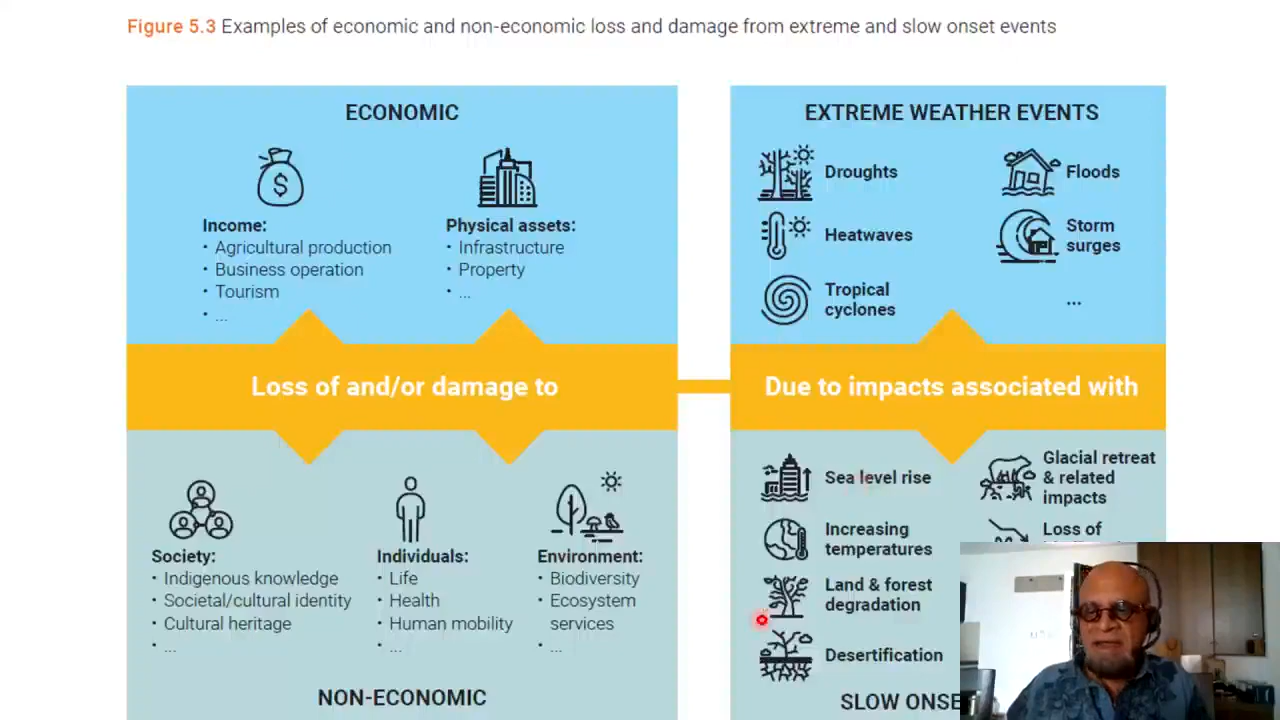 Figure 5.3 Examples of economic and non-economic loss and damage from extreme and slow onset events
ECONOMIC
$
Income:
• Agricultural production
• Business operation
• Tourism
• ...
Physical assets:
• Infrastructure
• Property
• ...
Loss of and/or damage to
Society:
• Indigenous knowledge
• Societal/cultural identity
• Cultural heritage
• ...
Individuals:
• Life
• Health
• Human mobility
• ...
Environment:
• Biodiversity
• Ecosystem
services
• ...
NON-ECONOMIC
EXTREME WEATHER EVENTS
Droughts
Floods
Heatwaves
Storm
surges
Tropical
cyclones
...
Due to impacts associated with
Sea level rise
Glacial retreat
& related
impacts
Increasing
temperatures
Loss of
Land & forest
degradation
Desertification
SLOW ONSE